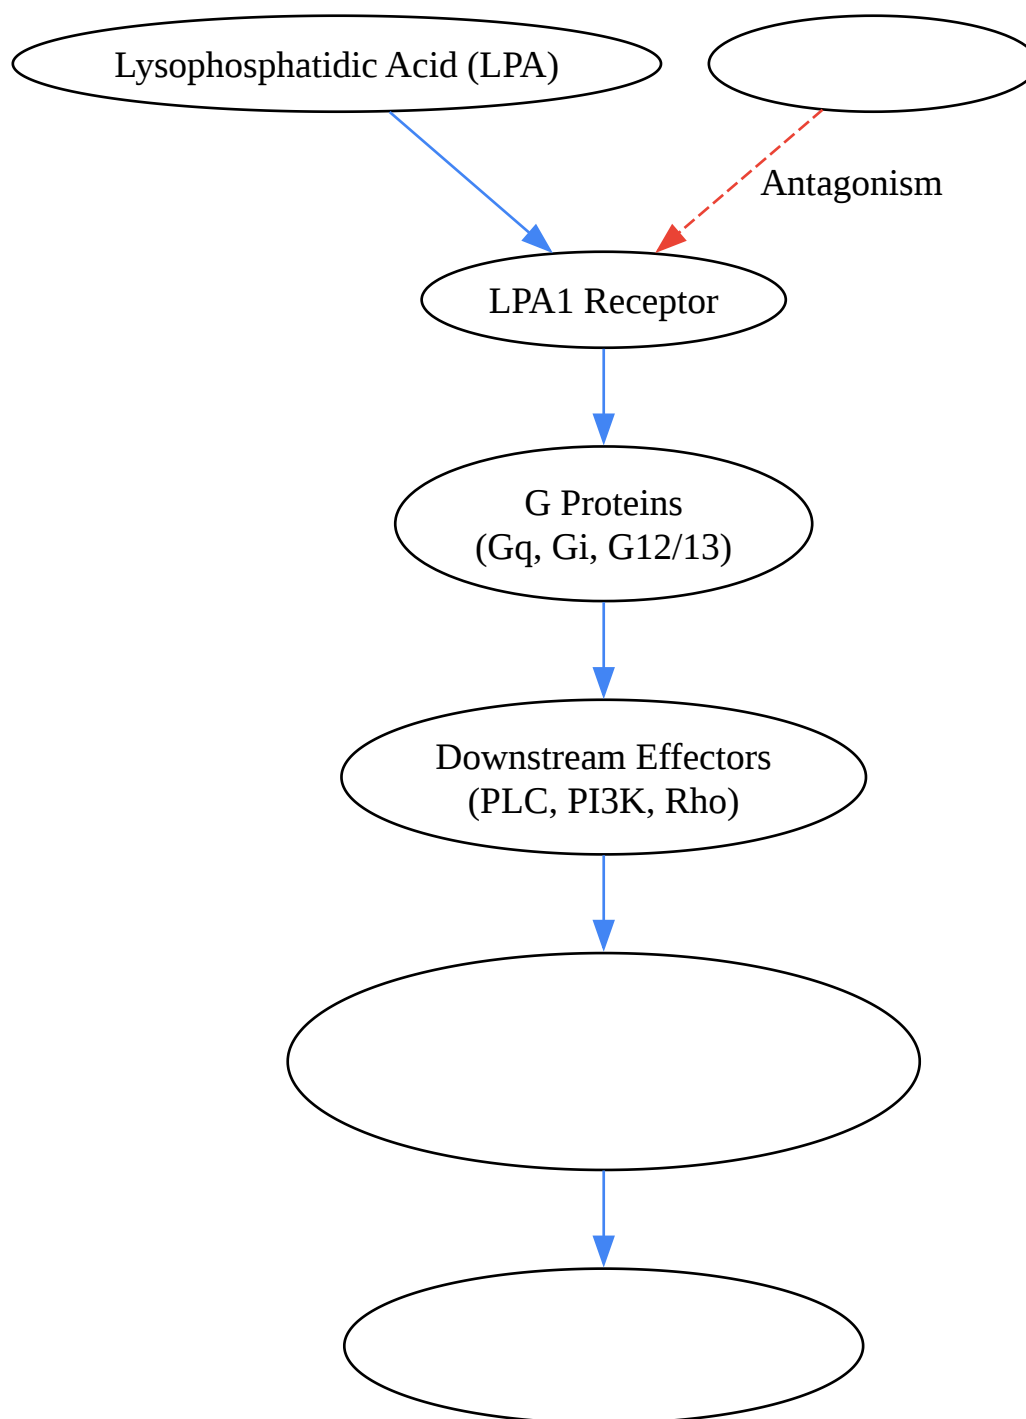 Lysophosphatidic Acid (LPA)
Antagonism
LPA1 Receptor
G Proteins
(Gq, Gi, G12/13)
Downstream Effectors
(PLC, PI3K, Rho)